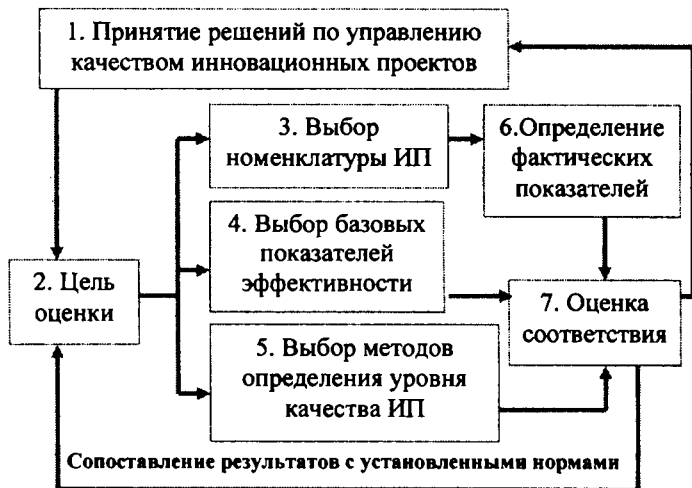 1. Принятие решений по управлению
качеством инновационных проектов
3. Выбор
номенклатуры ИП
6.Определение
фактических
показателей
4. Выбор базовых
показателей
эффективности
2. Цель
оценки
7. Оценка
соответствия
5. Выбор методов
определения уровня
качества ИП
Сопоставление результатов с установленными нормами